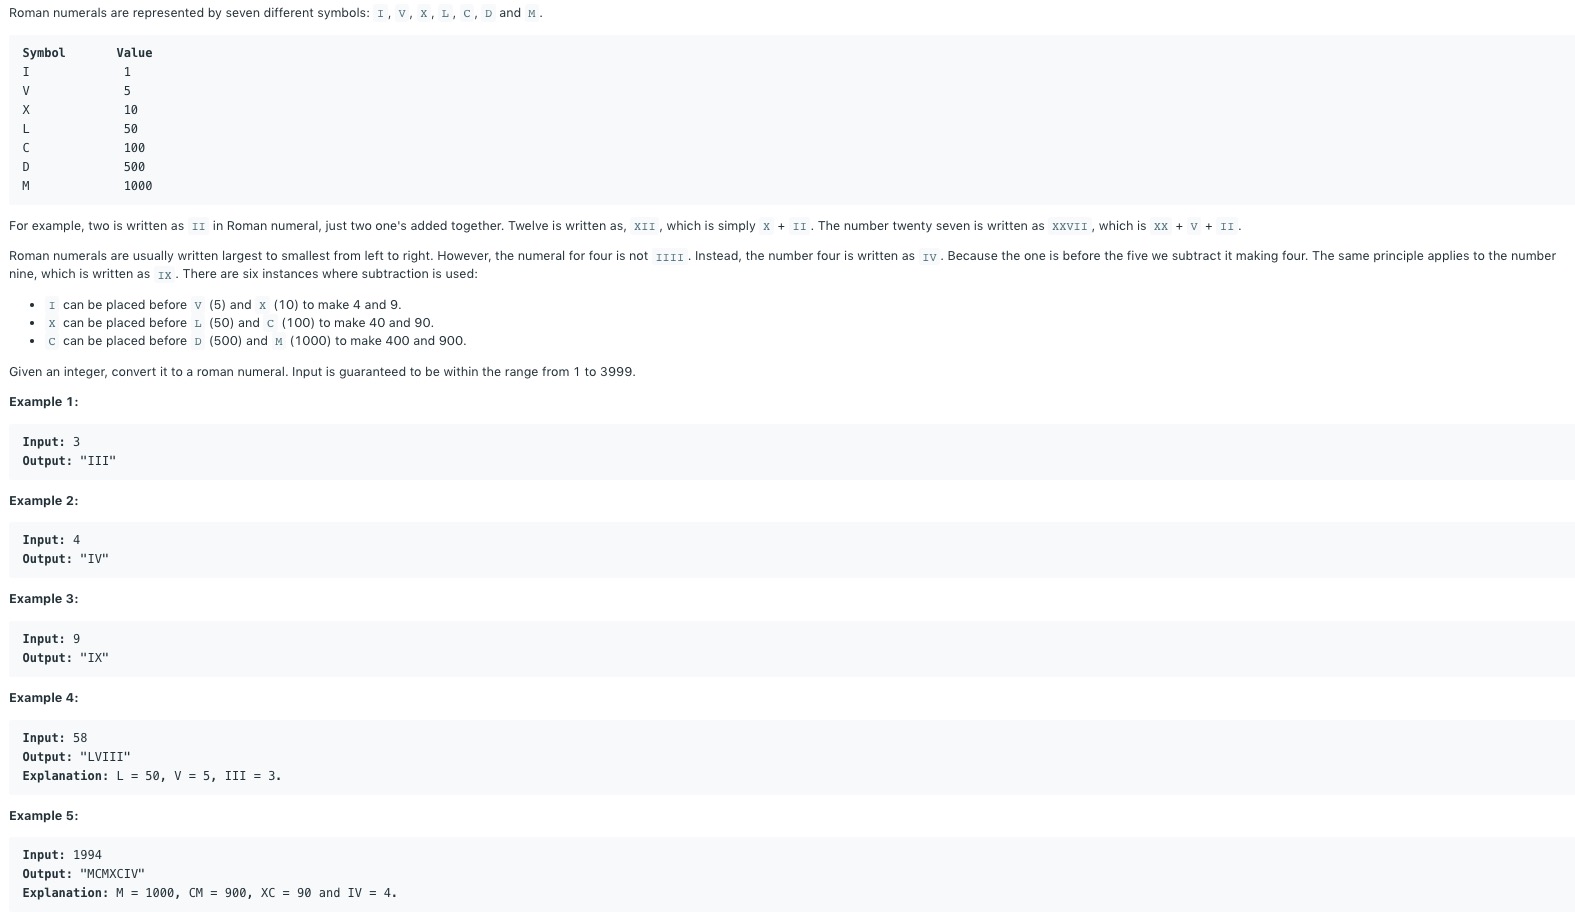 Roman numerals are represented by seven different symbols: I, V, X, L, C, D and M.
Symbol Value
I 1
V 5
X 10
L 50
C 100
D 500
M 1000
For example, two is written as II in Roman numeral, just two one's added together. Twelve is written as, XII, which is simply X + II. The number twenty seven is written as XXVII, which is XX + V + II.
Roman numerals are usually written largest to smallest from left to right. However, the numeral for four is not IIII. Instead, the number four is written as IV. Because the one is before the five we subtract it making four. The same principle applies to the number
nine, which is written as IX. There are six instances where subtraction is used:
• I can be placed before V (5) and X (10) to make 4 and 9.
• X can be placed before L (50) and C (100) to make 40 and 90.
• C can be placed before D (500) and M (1000) to make 400 and 900.
Given an integer, convert it to a roman numeral. Input is guaranteed to be within the range from 1 to 3999.
Example 1:
Input: 3
Output: "III"
Example 2:
Input: 4
Output: "IV"
Example 3:
Input: 9
Output: "IX"
Example 4:
Input: 58
Output: "LVIII"
Explanation: L = 50, V = 5, III = 3.
Example 5:
Input: 1994
Output: "MCMXCIV"
Explanation: M = 1000, CM = 900, XC = 90 and IV = 4.